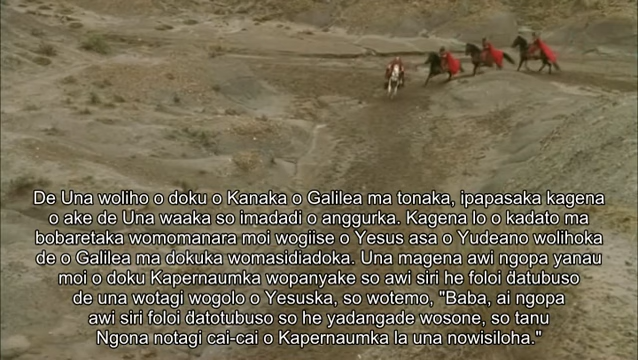 De Una woliho o doku o Kanaka o Galilea ma tonaka, ipapasaka kagena
o ake de Una waaka so imadadi o anggurka. Kagena lo o kadato ma
bobaretaka womomanara moi wogiise o Yesus asa o Yudeano wolihoka
de o Galilea ma dokuka womasidiadoka. Una magena awi ngopa yanau
moi o doku Kapernaumka wopanyake so awi siri he foloi datubuso
de una wotagi wogolo o Yesuska, so wotemo, "Baba, ai ngopa
awi siri foloi datotubuso so he yadangade wosone, so tanu
Ngona notagi cai-cai o Kapernaumka la una nowisiloha."